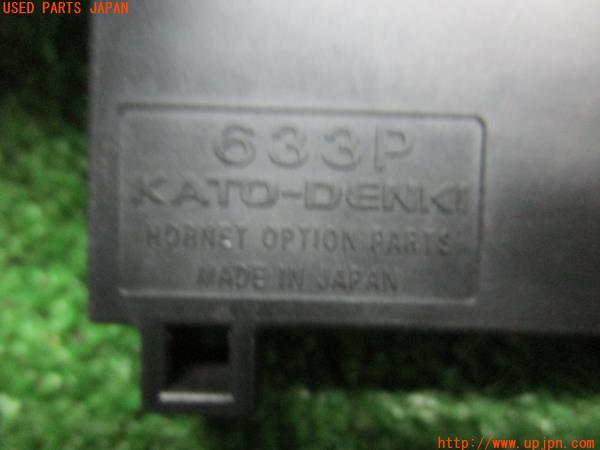 USED PARTS JAPAN
633P
KATO-DENKI
HORNET OPTION PARTS
MADE IN JAPAN
http://www.upjpn.com